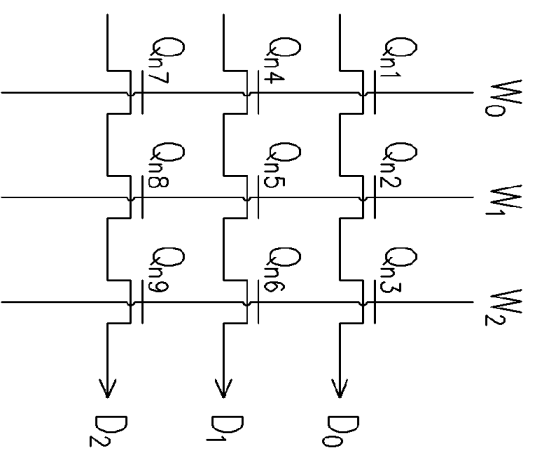 W₀ W₁ W₂
Qn1 Qn2 Qn3 D₀
Qn4 Qn5 Qn6 D₁
Qn7 Qn8 Qn9 D₂